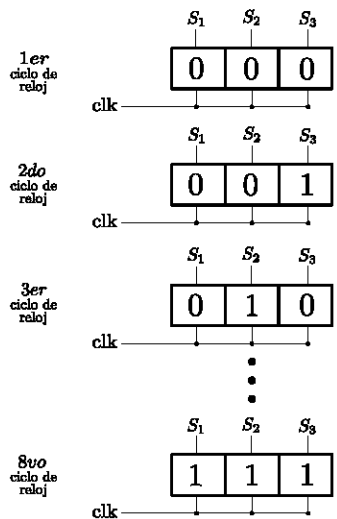 S₁ S₂ S₃
1er
ciclo de
reloj
0 0 0
clk
S₁ S₂ S₃
2do
ciclo de
reloj
0 0 1
clk
S₁ S₂ S₃
3er
ciclo de
reloj
0 1 0
clk
S₁ S₂ S₃
8vo
ciclo de
reloj
1 1 1
clk